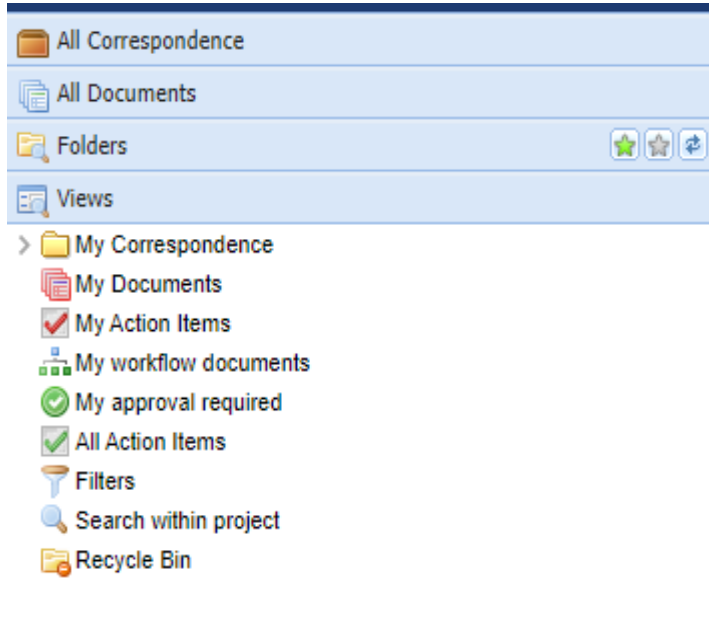 All Correspondence
All Documents
Folders
Views
My Correspondence
My Documents
My Action Items
My workflow documents
My approval required
All Action Items
Filters
Search within project
Recycle Bin